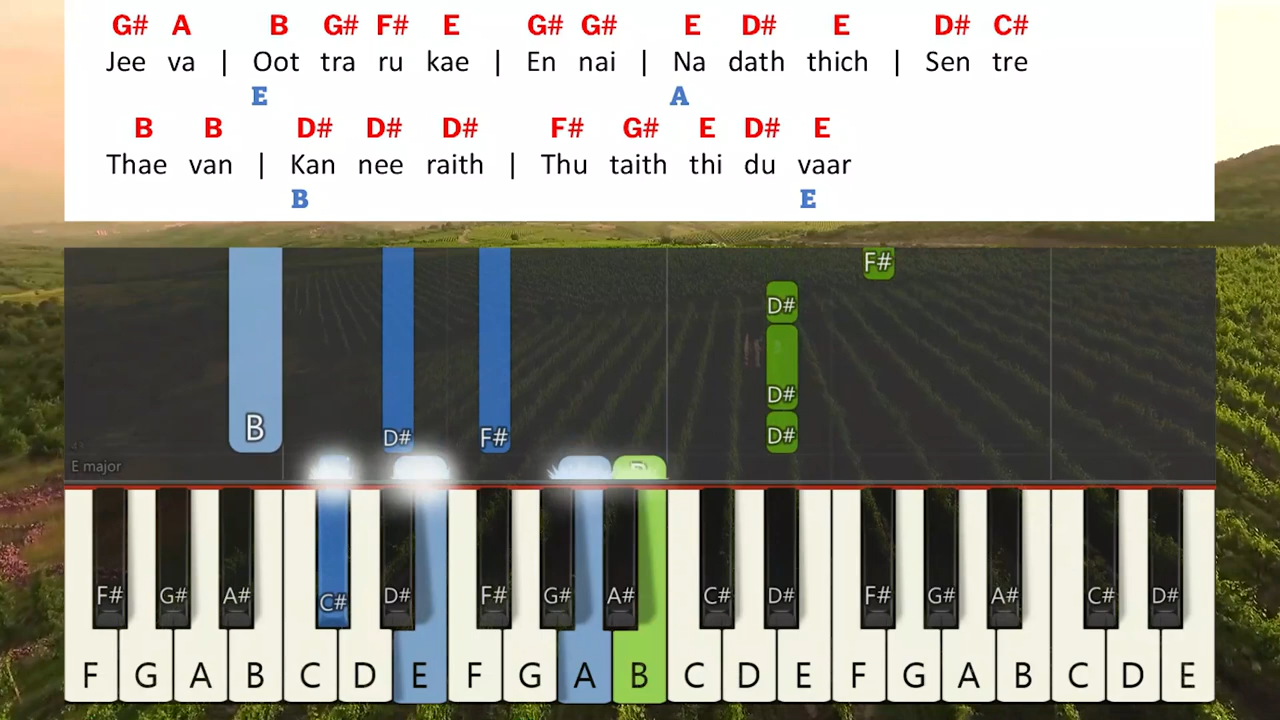 G# A B G# F# E G# G# E D# E D# C#
Jee va | Oot tra ru kae | En nai | Na dath thich | Sen tre
E A
B B D# D# D# F# G# E D# E
Thae van | Kan nee raith | Thu taith thi du vaar
B E
F#
D#
D#
B D# F# D#
E major
F# G# A# C# D# F# G# A# C# D# F# G# A# C# D#
F G A B C D E F G A B C D E F G A B C D E